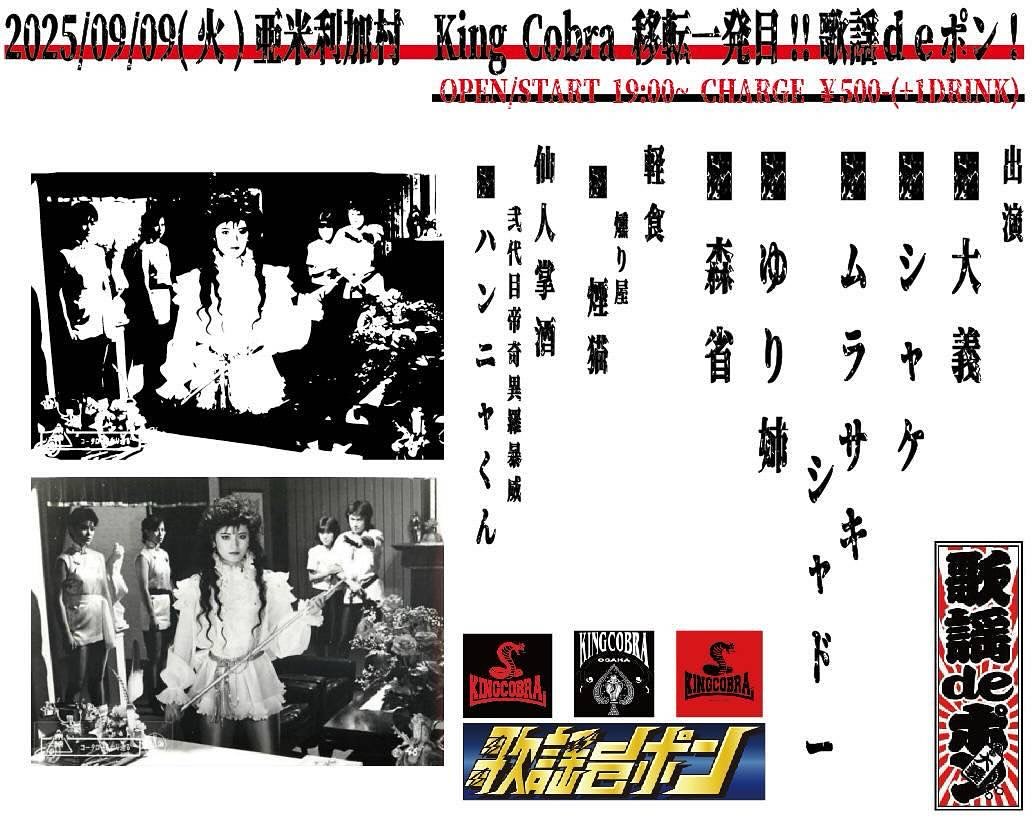 2025/09/09(火)亜米利加村 King Cobra 移転一発目!!歌謡deポン!
OPEN/START 19:00~ CHARGE ¥500-(+1DRINK)
出演
大義
シャケ
ムラサキ
シャドー
ゆり姉
森省
軽食
燻り屋
煙猫
仙人掌酒
弐代目帝奇異羅暴威
ハンニャくん
KINGCOBRA
KINGCOBRA
OSAKA
KINGCOBRA
歌謡deポン
歌謡deポン